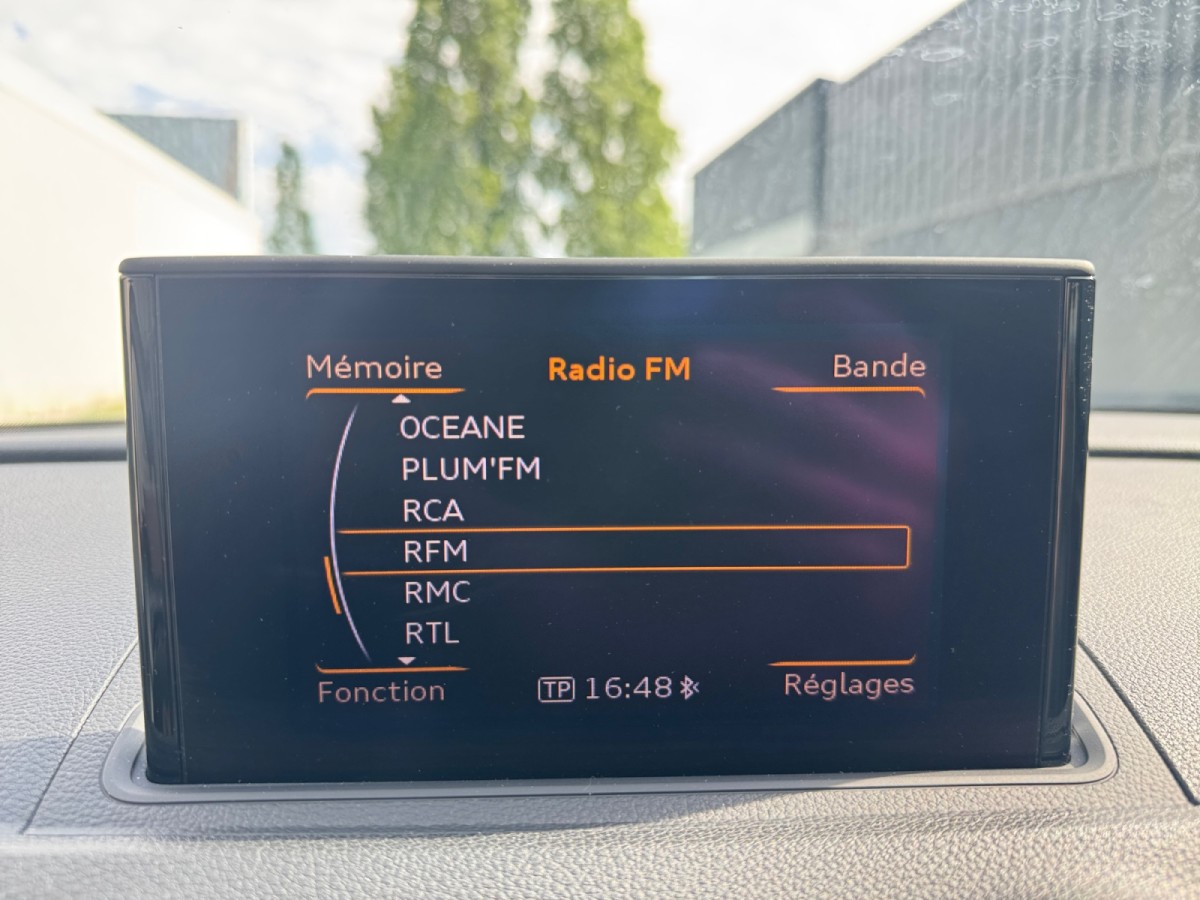 Mémoire Radio FM Bande
OCEANE
PLUM'FM
RCA
RFM
RMC
RTL
Fonction TP 16:48 Réglages